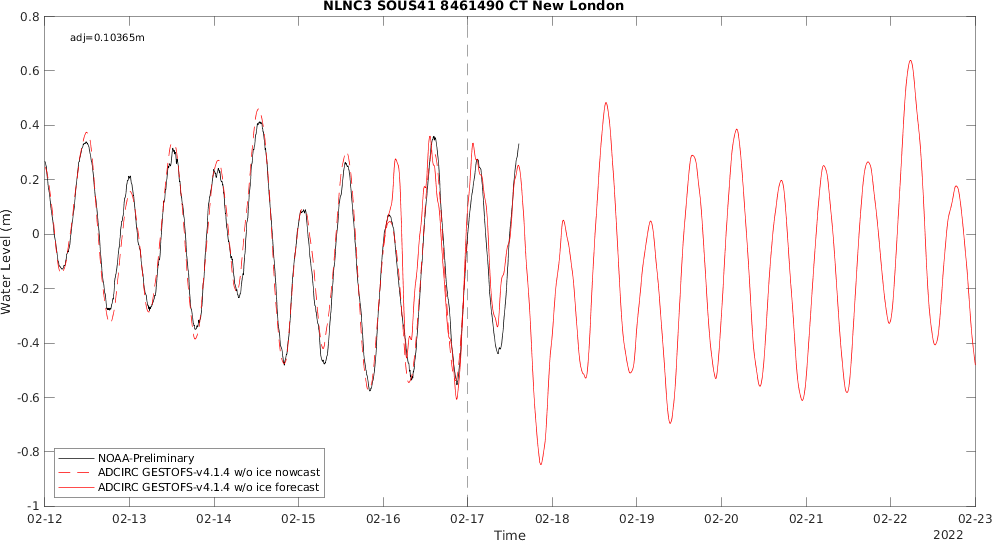 NLNC3 SOUS41 8461490 CT New London
adj=0.10365m
0.8
0.6
0.4
0.2
0
-0.2
-0.4
-0.6
-0.8
-1
Water Level (m)
NOAA-Preliminary
ADCIRC GESTOFS-v4.1.4 w/o ice nowcast
ADCIRC GESTOFS-v4.1.4 w/o ice forecast
02-12 02-13 02-14 02-15 02-16 02-17 02-18 02-19 02-20 02-21 02-22 02-23
Time
2022